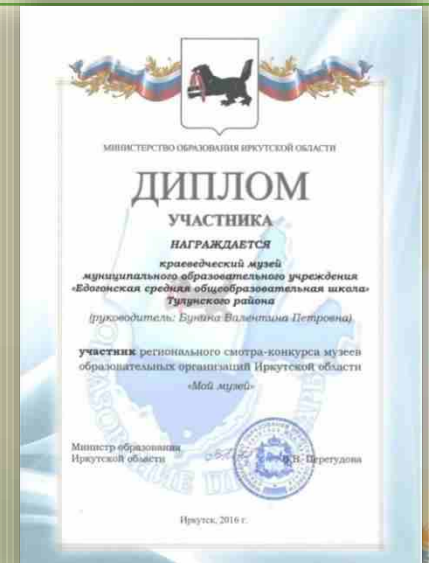 МИНИСТЕРСТВО ОБРАЗОВАНИЯ ИРКУТСКОЙ ОБЛАСТИ
ДИПЛОМ
УЧАСТНИКА
НАГРАЖДАЕТСЯ
краеведческий музей
муниципального образовательного учреждения
«Едогонская средняя общеобразовательная школа»
Тулунского района
(руководитель: Бунина Валентина Петровна)
участник регионального смотра-конкурса музеев
образовательных организаций Иркутской области
«Мой музей»
Министр образования
Иркутской области В.В. Перегудова
Иркутск, 2016 г.